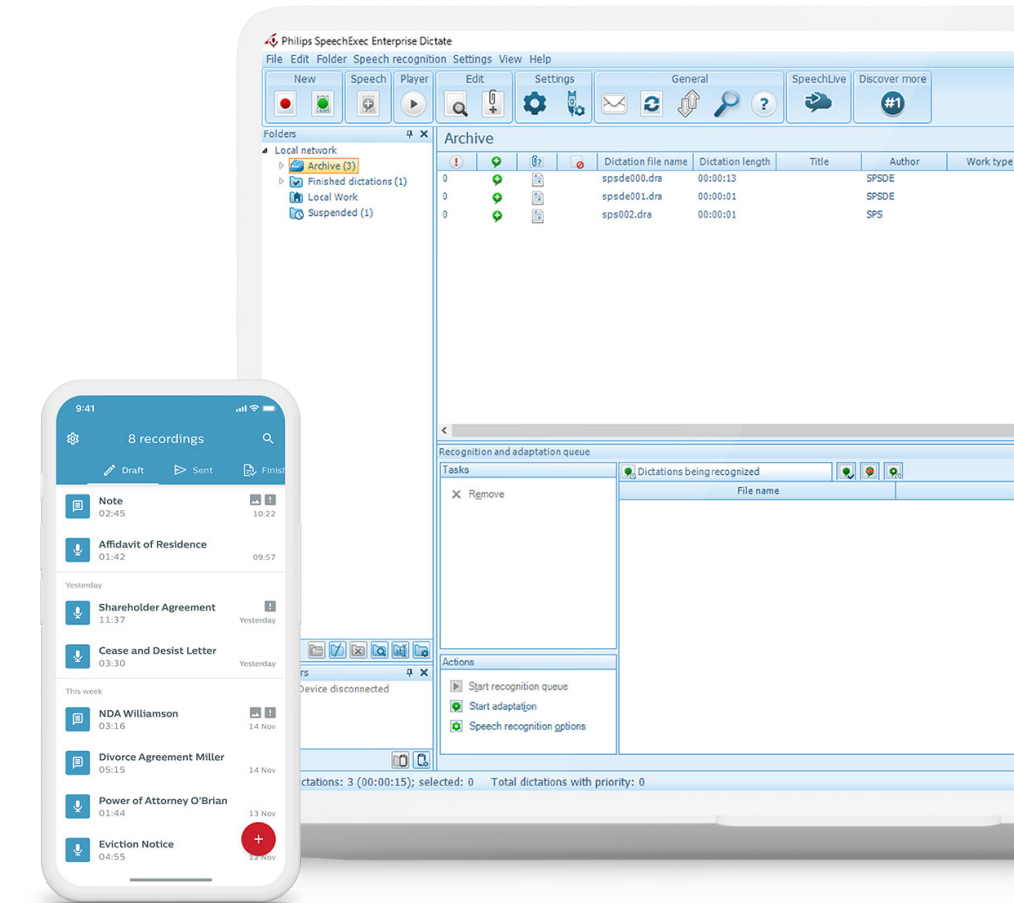 Philips SpeechExec Enterprise Dictate
File Edit Folder Speech recognition Settings View Help
New Speech Player Edit Settings General SpeechLive Discover more
#1
Folders
Local network
Archive (3)
Finished dictations (1)
Local Work
Suspended (1)
Archive
Dictation file name Dictation length Title Author Work type
0 spsde000.dra 00:00:13 SPSDE
0 spsde001.dra 00:00:01 SPSDE
0 sps002.dra 00:00:01 SPS
Recognition and adaptation queue
Tasks
Remove
Dictations being recognized
File name
Actions
Start recognition queue
Start adaptation
Speech recognition options
rs
Device disconnected
ctations: 3 (00:00:15); selected: 0 Total dictations with priority: 0
9:41
8 recordings
Draft Sent Finish
Note
02:45 10:22
Affidavit of Residence
01:42 09:57
Yesterday
Shareholder Agreement
11:37 Yesterday
Cease and Desist Letter
03:30 Yesterday
This week
NDA Williamson
03:16 14 Nov
Divorce Agreement Miller
05:15 14 Nov
Power of Attorney O'Brian
01:44 13 Nov
Eviction Notice
04:55 12 Nov